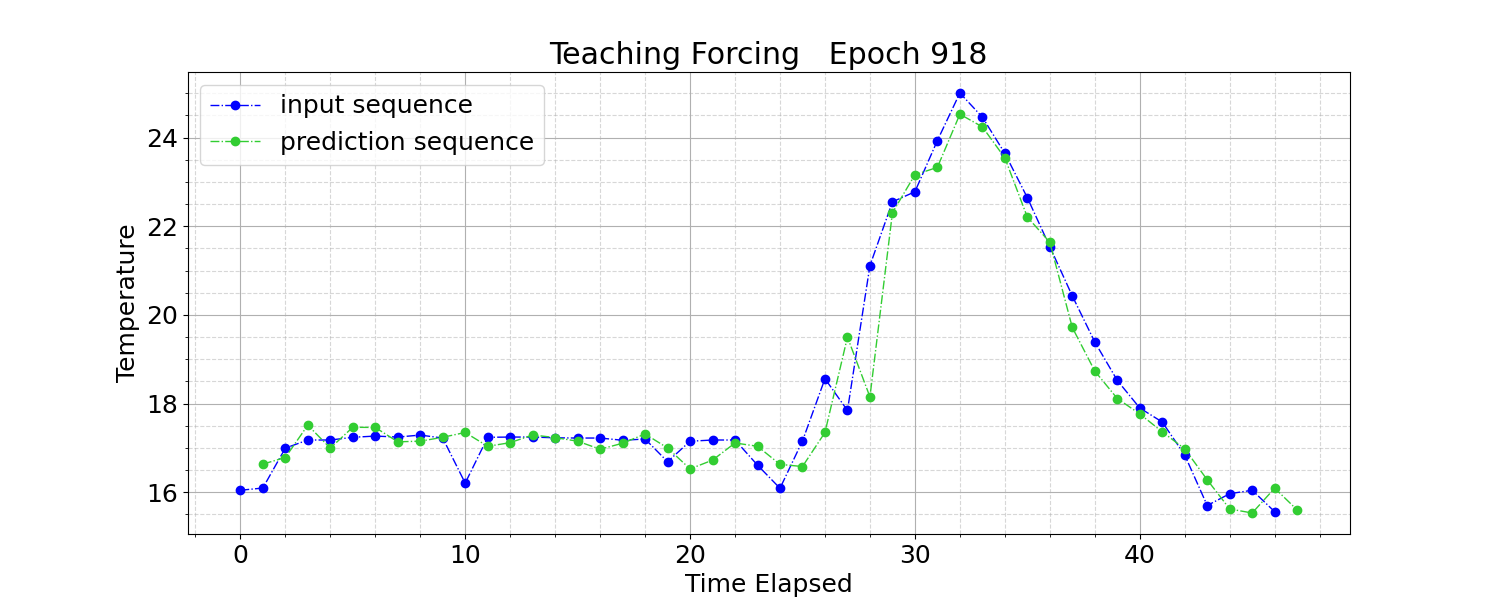 Teaching Forcing   Epoch 918
input sequence
prediction sequence
24
22
20
18
16
Temperature
0 10 20 30 40
Time Elapsed